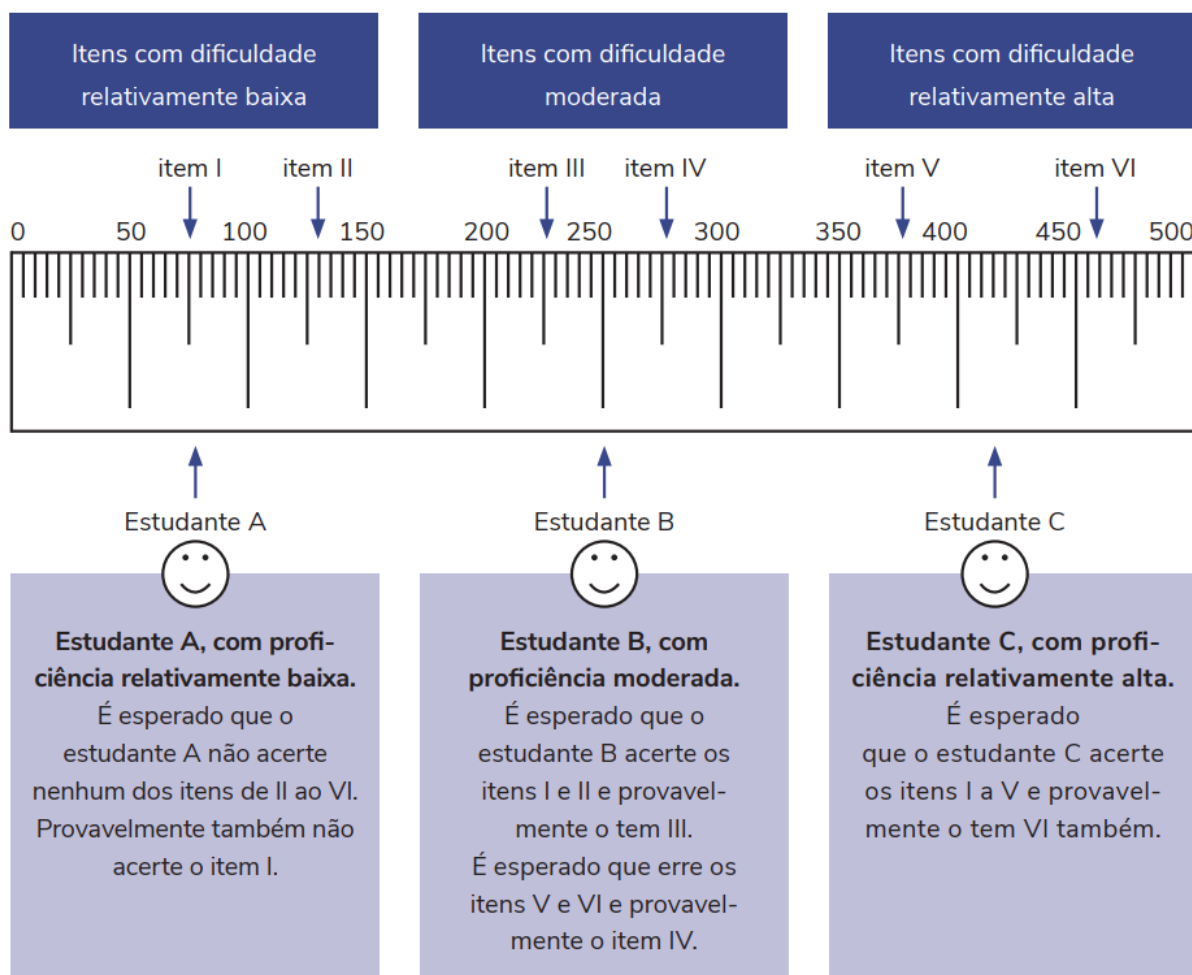 Itens com dificuldade
relativamente baixa
Itens com dificuldade
moderada
Itens com dificuldade
relativamente alta
item I
item II
item III
item IV
item V
item VI
0 50 100 150 200 250 300 350 400 450 500
Estudante A
Estudante B
Estudante C
Estudante A, com profi-
ciência relativamente baixa.
É esperado que o
estudante A não acerte
nenhum dos itens de II ao VI.
Provavelmente também não
acerte o item I.
Estudante B, com
proficiência moderada.
É esperado que o
estudante B acerte os
itens I e II e provavel-
mente o tem III.
É esperado que erre os
itens V e VI e provavel-
mente o item IV.
Estudante C, com profi-
ciência relativamente alta.
É esperado
que o estudante C acerte
os itens I a V e provavel-
mente o tem VI também.